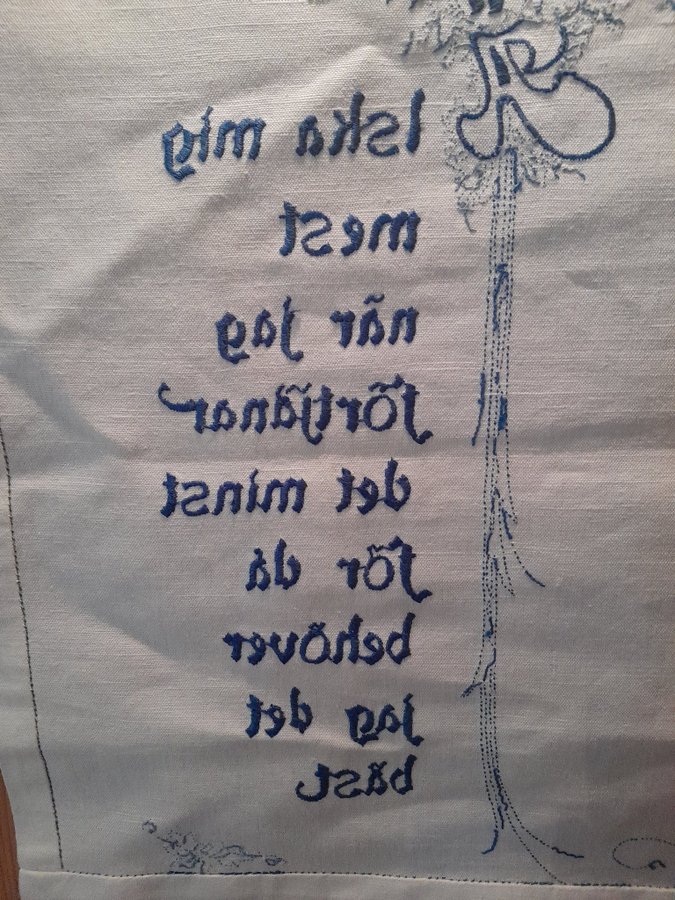 Älska mig
mest
när jag
förtjänar
det minst
för då
behöver
jag det
bäst